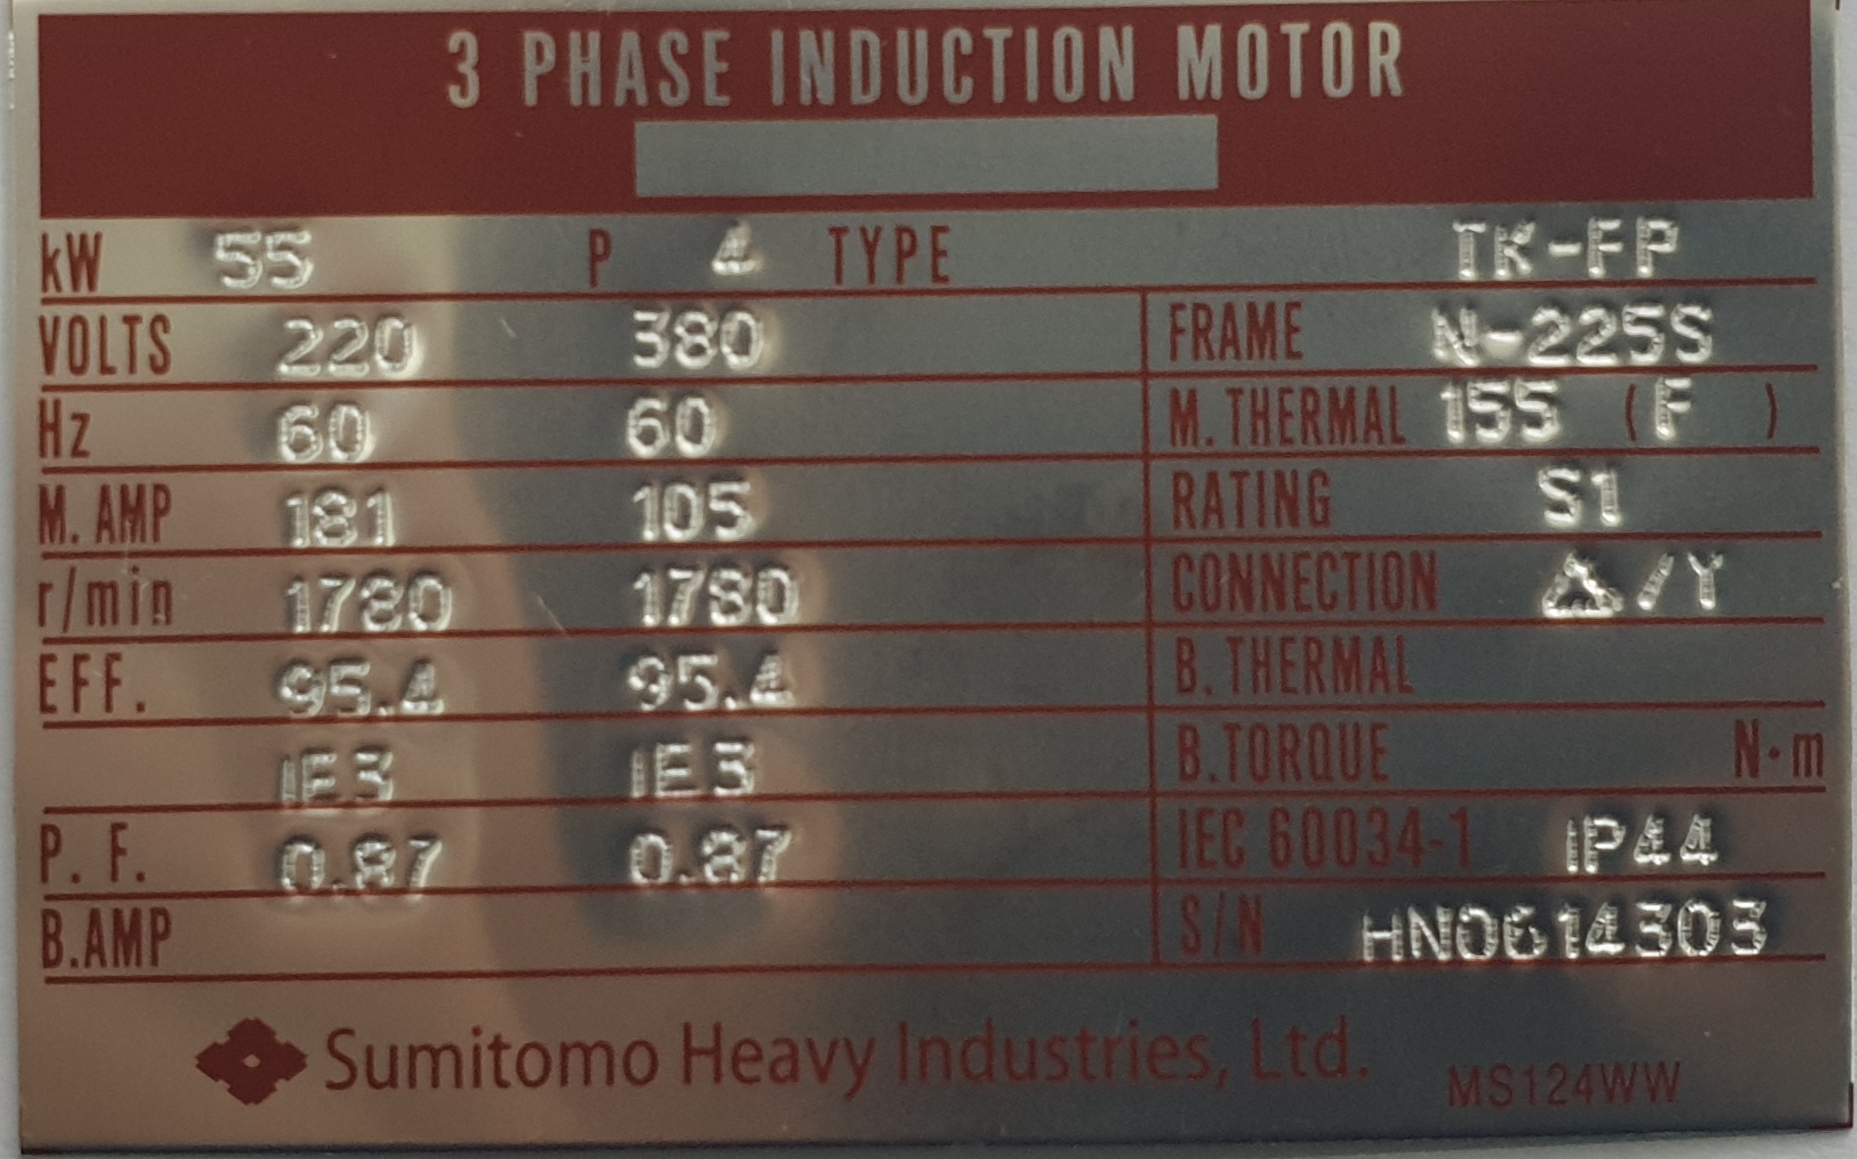 3 PHASE INDUCTION MOTOR
kW 55 P 4 TYPE TK-FP
VOLTS 220 380 FRAME N-225S
Hz 60 60 M.THERMAL 155 (F )
M. AMP 181 105 RATING S1
r/min 1780 1780 CONNECTION △/Y
EFF. 95.4 95.4 B. THERMAL
IE3 IE3 B.TORQUE N·m
P. F. 0.87 0.87 IEC 60034-1 IP44
B.AMP S/N HN0614303
Sumitomo Heavy Industries, Ltd. MS124WW